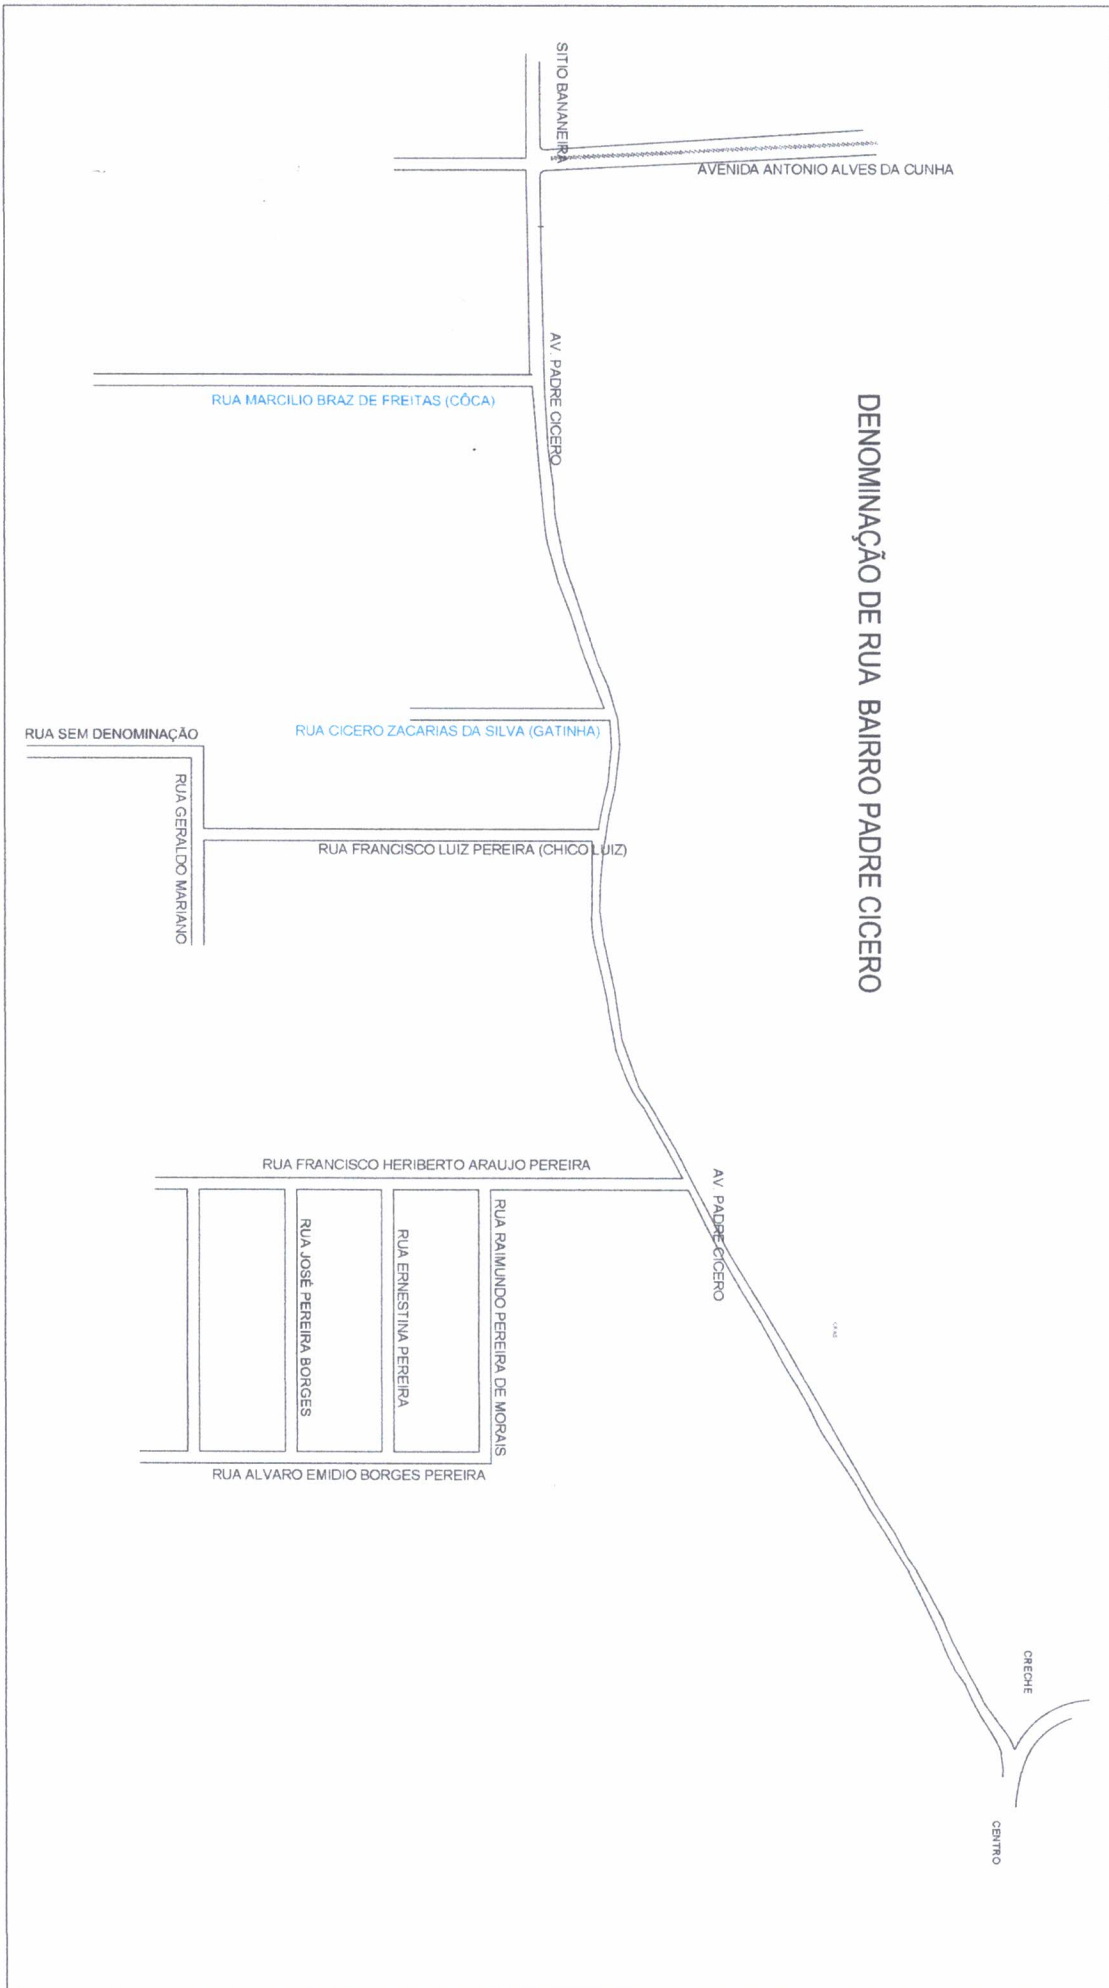 DENOMINAÇÃO DE RUA BAIRRO PADRE CICERO
SITIO BANANEIRA
AVENIDA ANTONIO ALVES DA CUNHA
AV. PADRE CICERO
RUA MARCILIO BRAZ DE FREITAS (CÔCA)
RUA CICERO ZACARIAS DA SILVA (GATINHA)
RUA SEM DENOMINAÇÃO
RUA GERALDO MARIANO
RUA FRANCISCO LUIZ PEREIRA (CHICO LUIZ)
RUA FRANCISCO HERIBERTO ARAUJO PEREIRA
AV. PADRE CICERO
RUA RAIMUNDO PEREIRA DE MORAIS
RUA ERNESTINA PEREIRA
RUA JOSÉ PEREIRA BORGES
RUA ALVARO EMIDIO BORGES PEREIRA
CRECHE
CENTRO